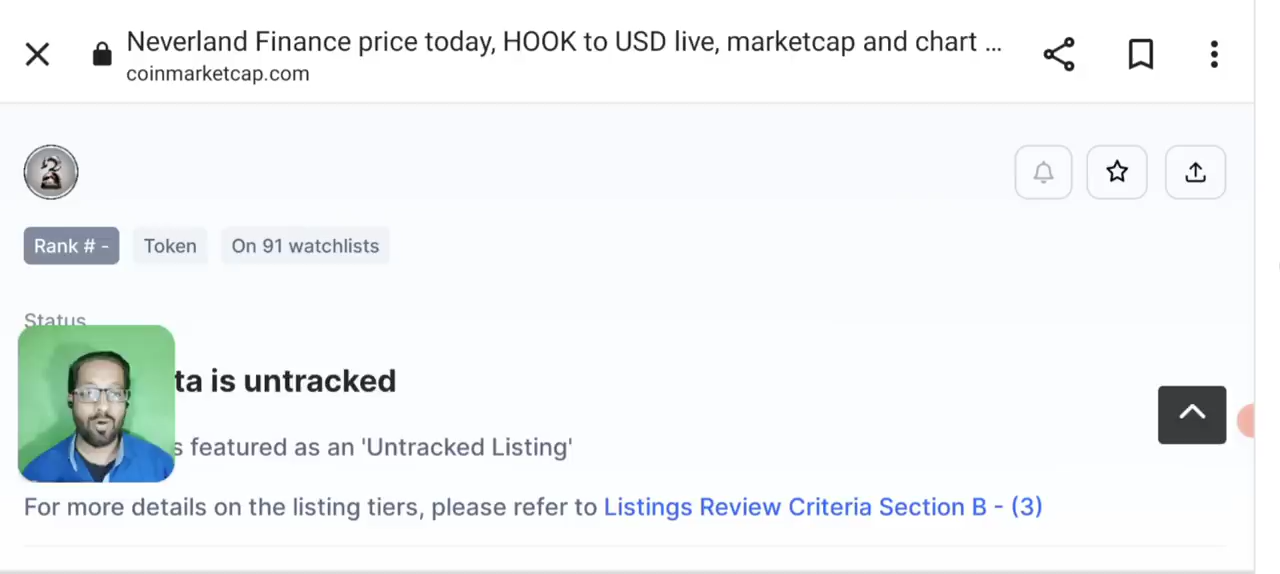 Neverland Finance price today, HOOK to USD live, marketcap and chart ...
coinmarketcap.com
Rank # -
Token
On 91 watchlists
Status
ta is untracked
s featured as an 'Untracked Listing'
For more details on the listing tiers, please refer to Listings Review Criteria Section B - (3)